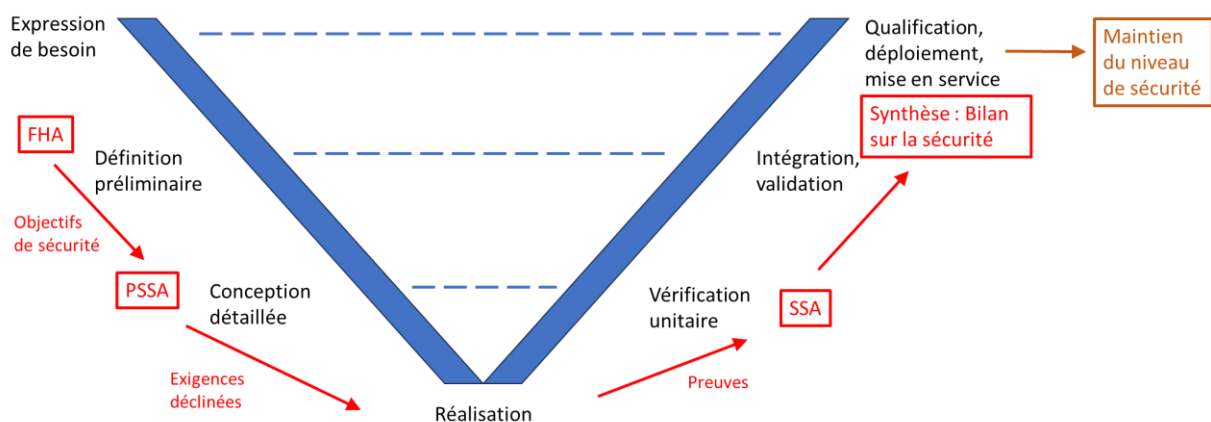 Expression
de besoin
Qualification,
déploiement,
mise en service
Maintien
du niveau
de sécurité
Synthèse : Bilan
sur la sécurité
FHA
Définition
préliminaire
Intégration,
validation
Objectifs
de sécurité
PSSA
Conception
détaillée
Vérification
unitaire
SSA
Exigences
déclinées
Preuves
Réalisation